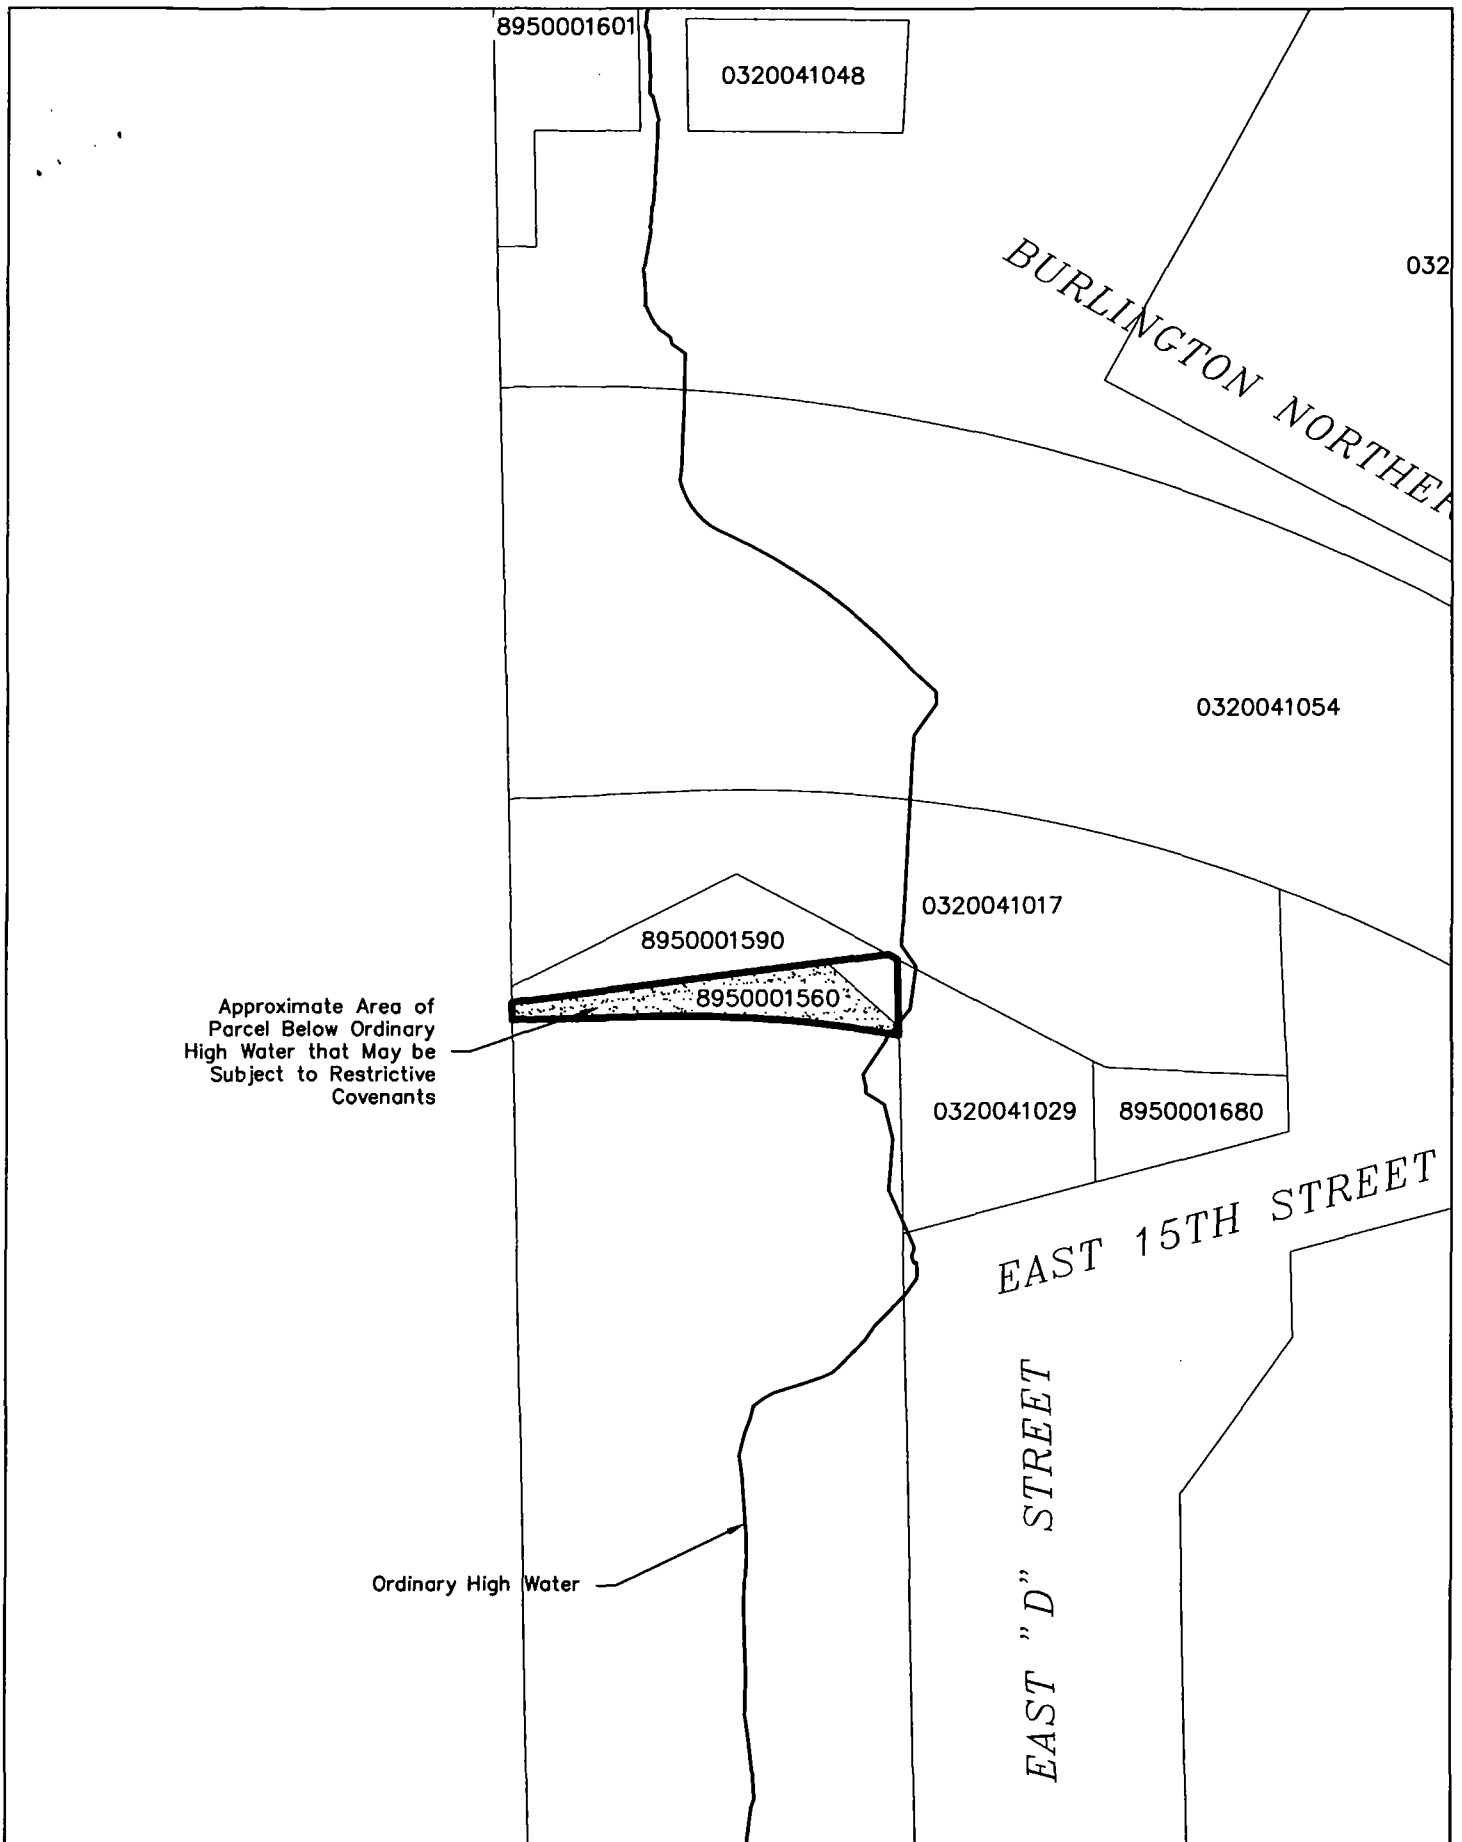 8950001601
0320041048
032
BURLINGTON NORTHER
0320041054
0320041017
8950001590
8950001560
Approximate Area of
Parcel Below Ordinary
High Water that May be
Subject to Restrictive
Covenants
0320041029
8950001680
EAST 15TH STREET
EAST "D" STREET
Ordinary High Water